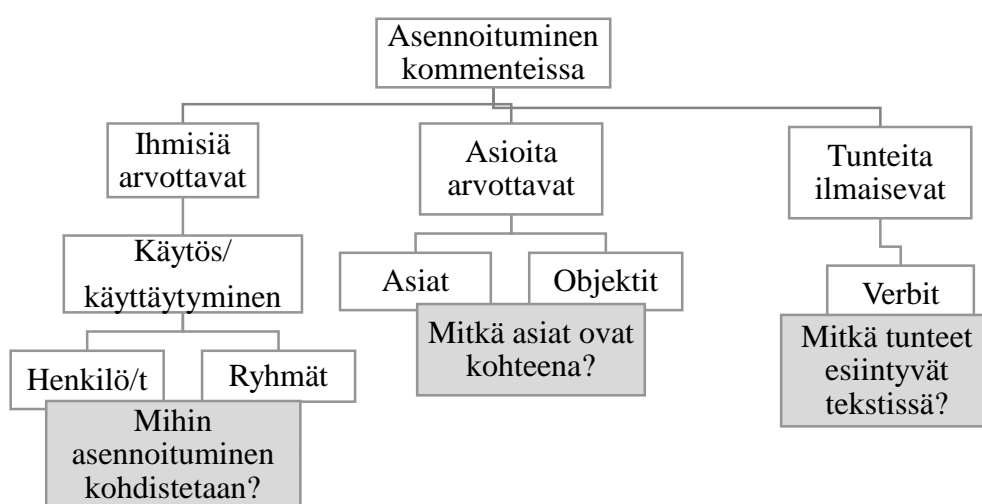 Asennoituminen
kommenteissa
Ihmisiä
arvottavat
Asioita
arvottavat
Tunteita
ilmaisevat
Käytös/
käyttäytyminen
Asiat
Objektit
Verbit
Mitkä asiat ovat
kohteena?
Mitkä tunteet
esiintyvät
tekstissä?
Henkilö/t
Ryhmät
Mihin
asennoituminen
kohdistetaan?